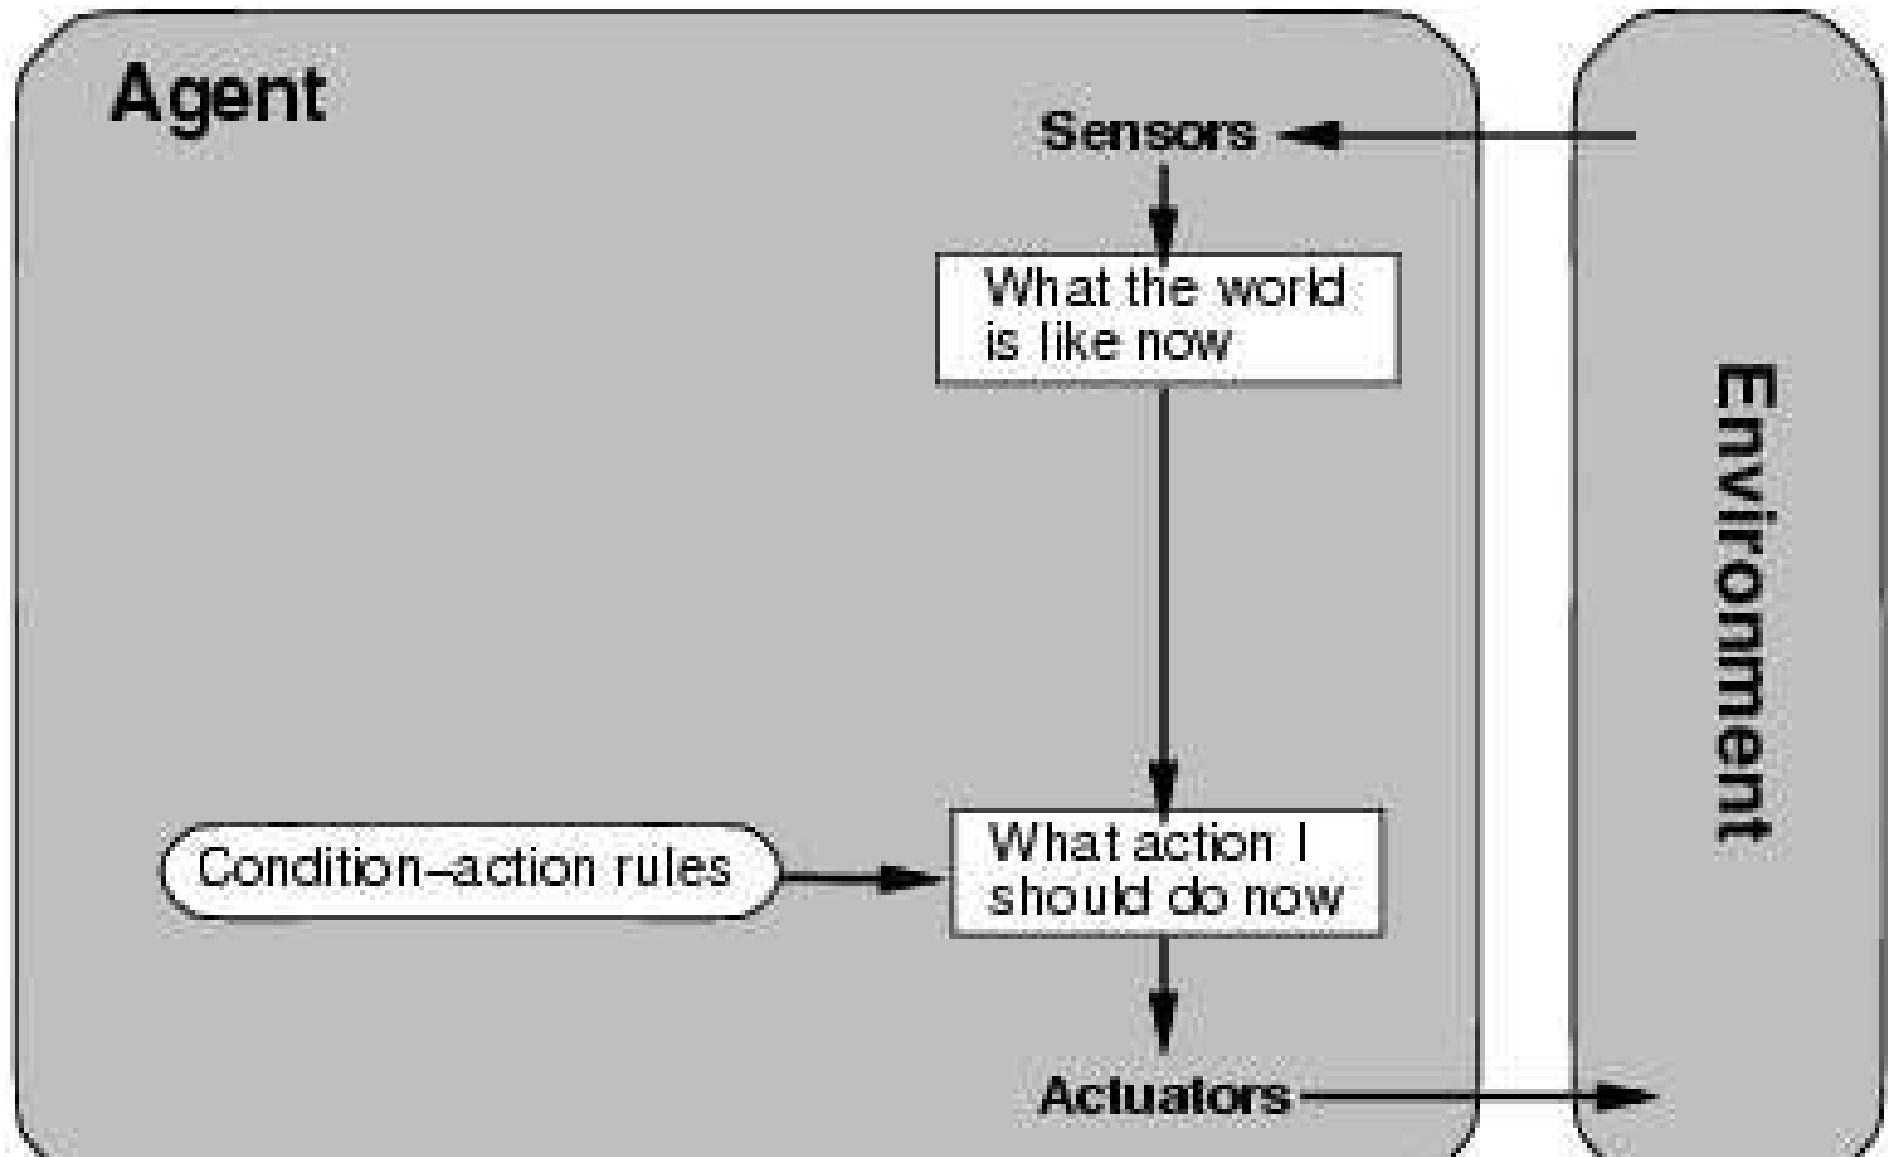 Agent
Sensors
What the world
is like now
Environment
Condition–action rules
What action I
should do now
Actuators